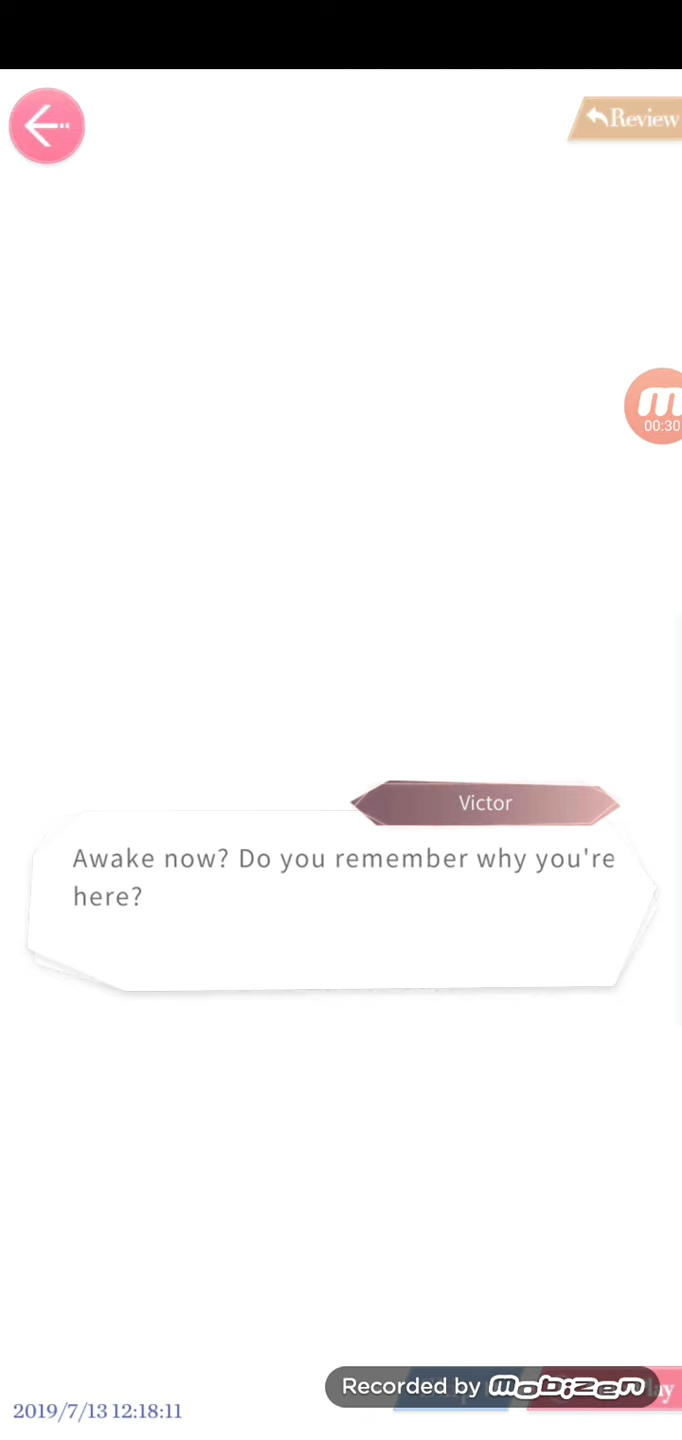 Review
00:30
Victor
Awake now? Do you remember why you're
here?
Recorded by mobizen
2019/7/13 12:18:11